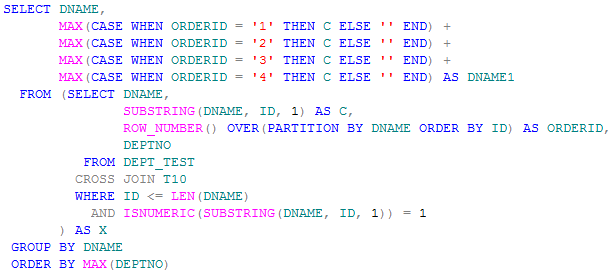 SELECT DNAME,
MAX(CASE WHEN ORDERID = '1' THEN C ELSE '' END) +
MAX(CASE WHEN ORDERID = '2' THEN C ELSE '' END) +
MAX(CASE WHEN ORDERID = '3' THEN C ELSE '' END) +
MAX(CASE WHEN ORDERID = '4' THEN C ELSE '' END) AS DNAME1
FROM (SELECT DNAME,
SUBSTRING(DNAME, ID, 1) AS C,
ROW_NUMBER() OVER(PARTITION BY DNAME ORDER BY ID) AS ORDERID,
DEPTNO
FROM DEPT_TEST
CROSS JOIN T10
WHERE ID <= LEN(DNAME)
AND ISNUMERIC(SUBSTRING(DNAME, ID, 1)) = 1
) AS X
GROUP BY DNAME
ORDER BY MAX(DEPTNO)